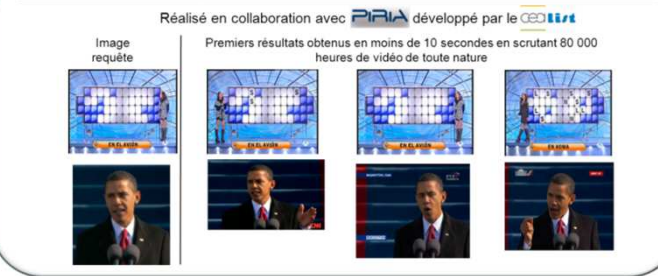 Réalisé en collaboration avec PIRIA développé par le cea list
Image
requête
Premiers résultats obtenus en moins de 10 secondes en scrutant 80 000
heures de vidéo de toute nature
EN EL AVIÓN
EN EL AVIÓN
EN EL AVIÓN
EN ROMA